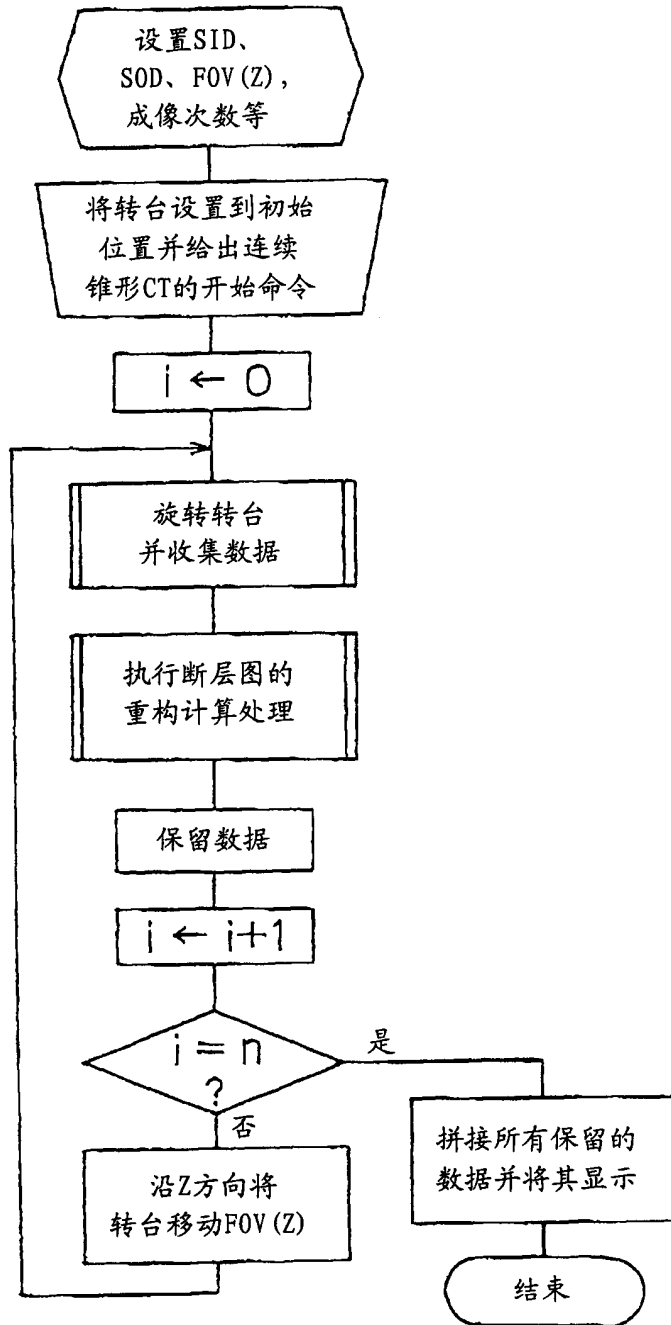 设置SID、
SOD、FOV(Z),
成像次数等
将转台设置到初始
位置并给出连续
锥形CT的开始命令
i ← 0
旋转转台
并收集数据
执行断层图的
重构计算处理
保留数据
i ← i+1
i = n
?
是
否
沿Z方向将
转台移动FOV(Z)
拼接所有保留的
数据并将其显示
结束